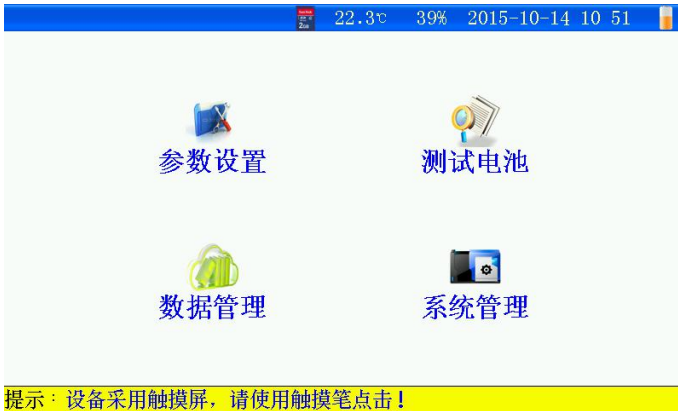 22.3℃ 39% 2015-10-14 10 51
参数设置
测试电池
数据管理
系统管理
提示：设备采用触摸屏，请使用触摸笔点击！